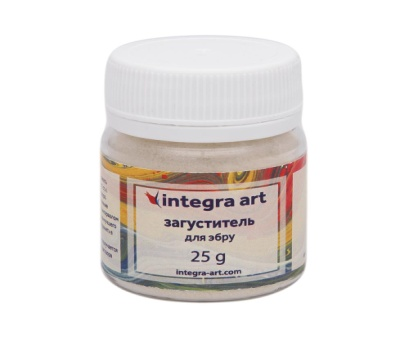 integra art
загуститель
для эбру
25 g
integra-art.com